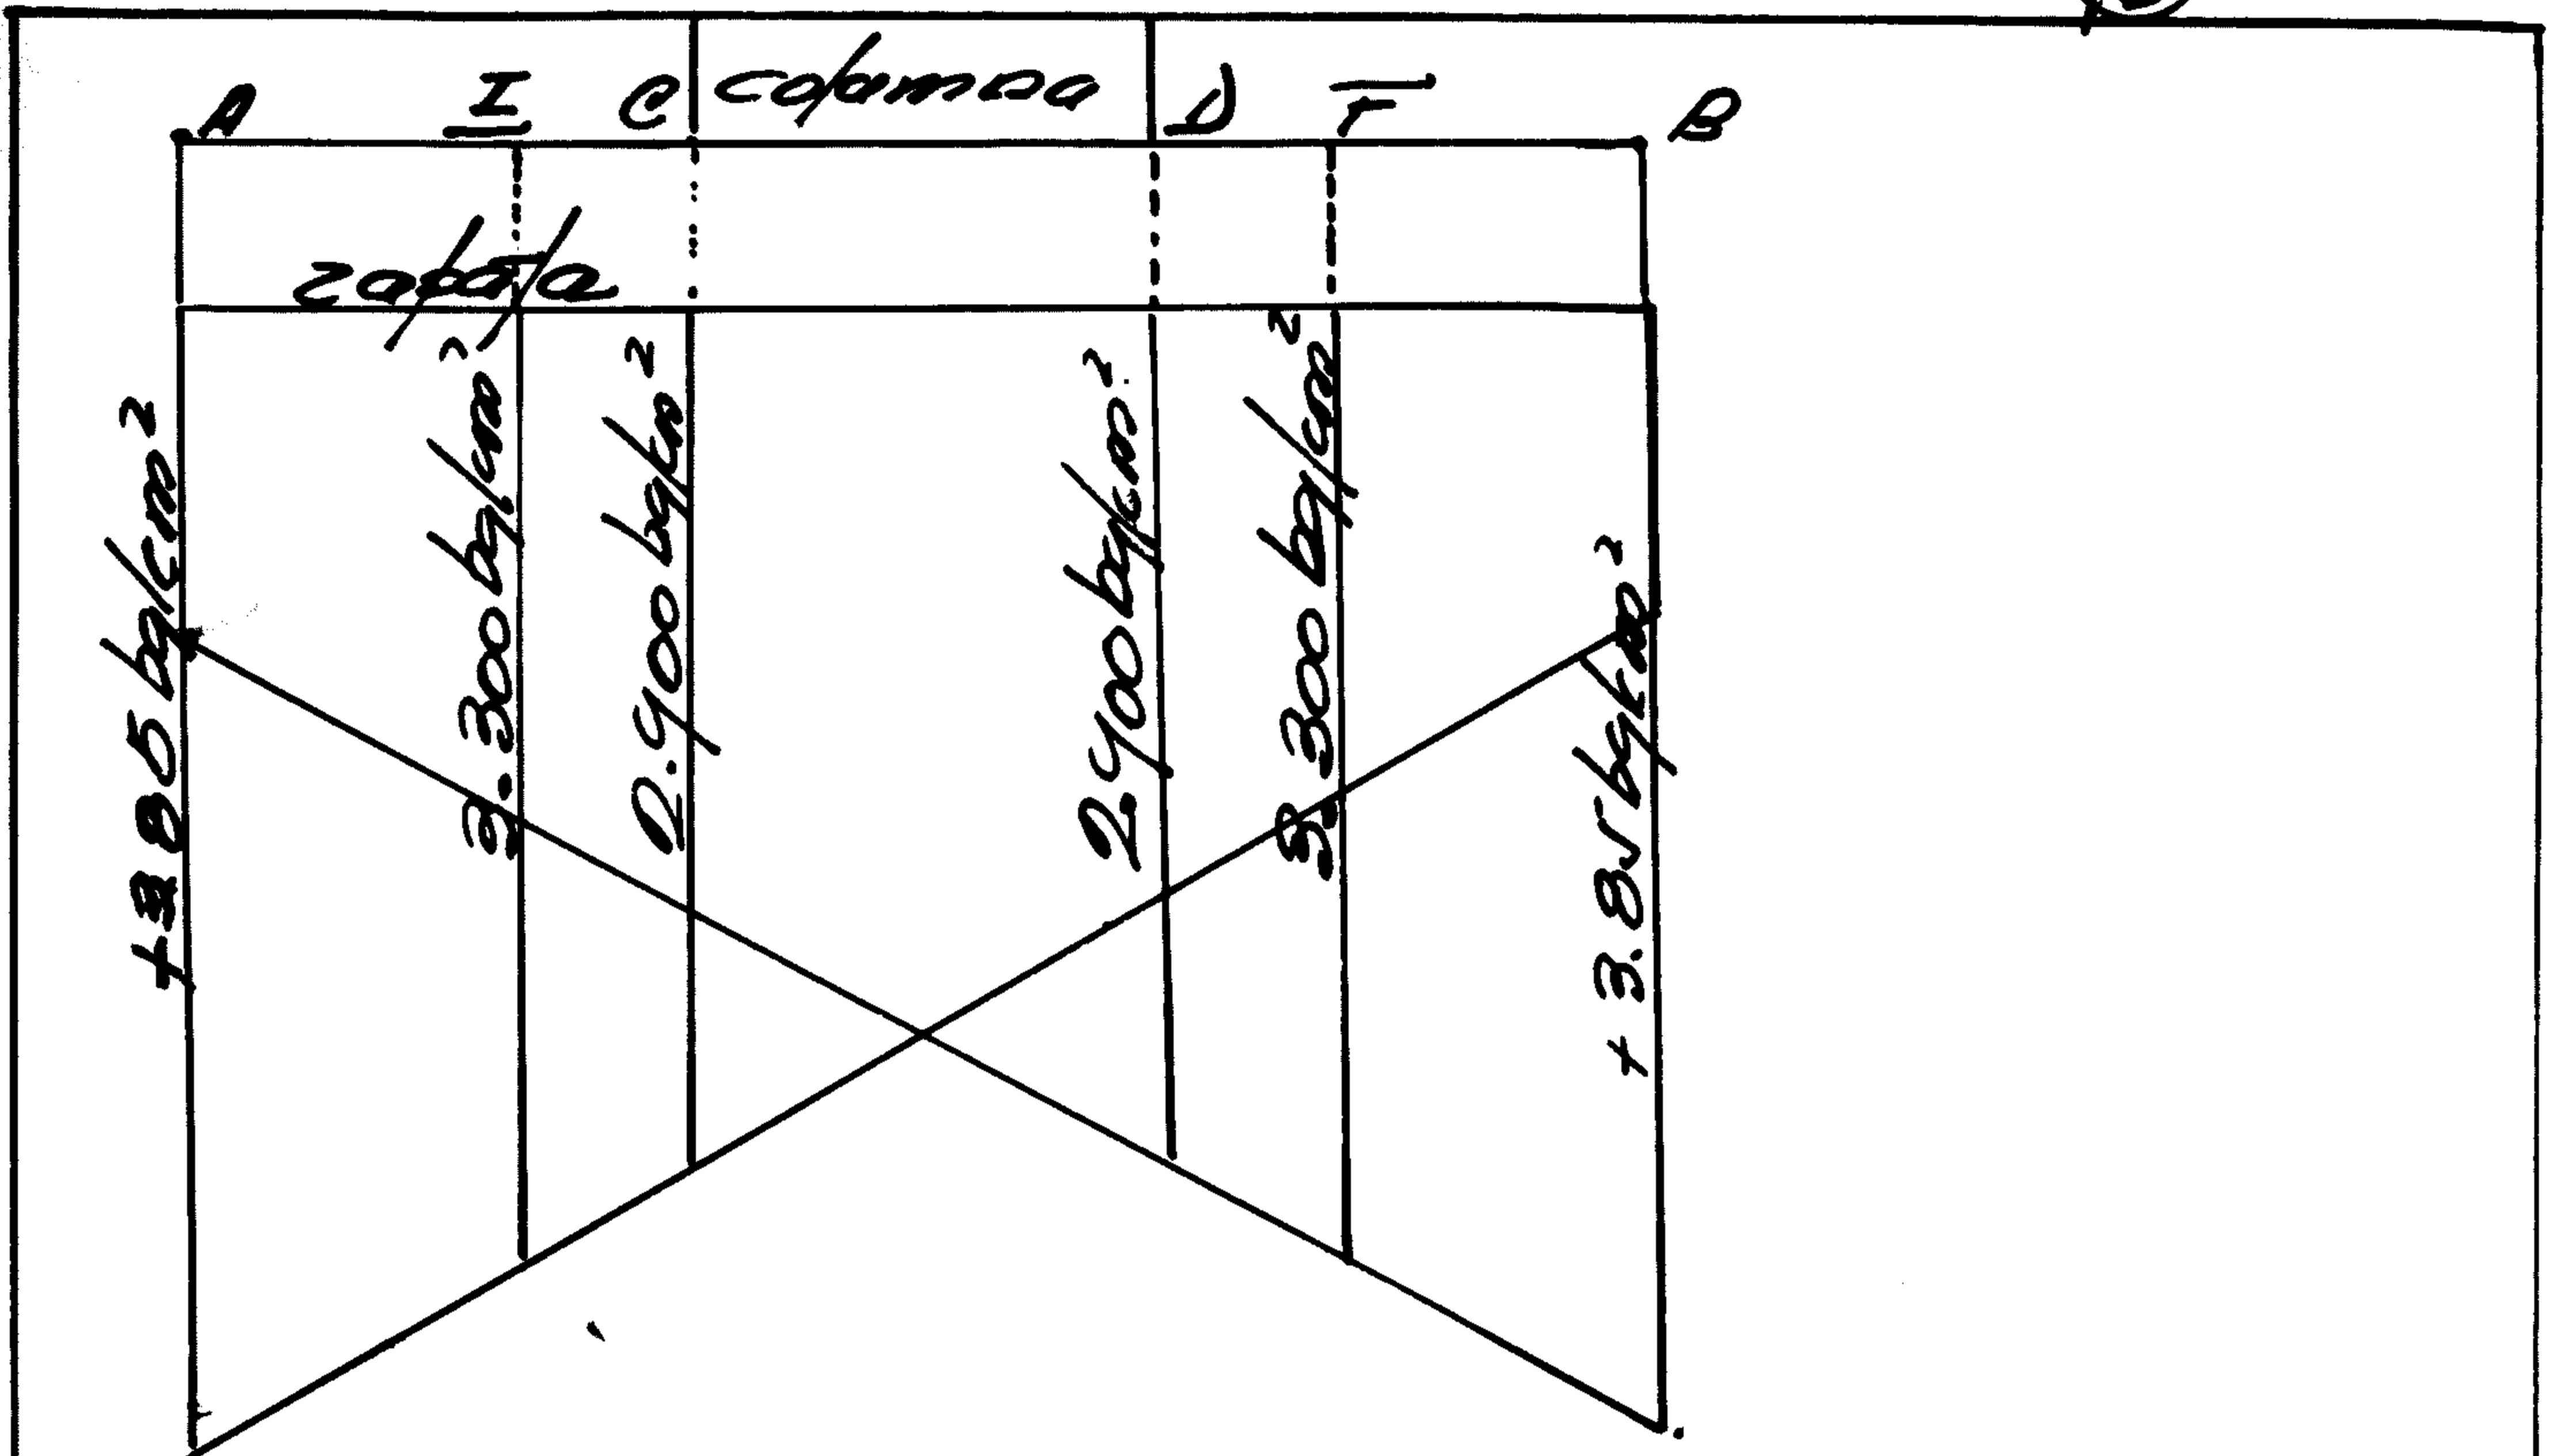 A I C columna D F B
zapata
+3.85 kg/cm²
3.300 kg/cm²
2.900 kg/cm²
2.900 kg/cm²
3.300 kg/cm²
+ 3.85 kg/cm²